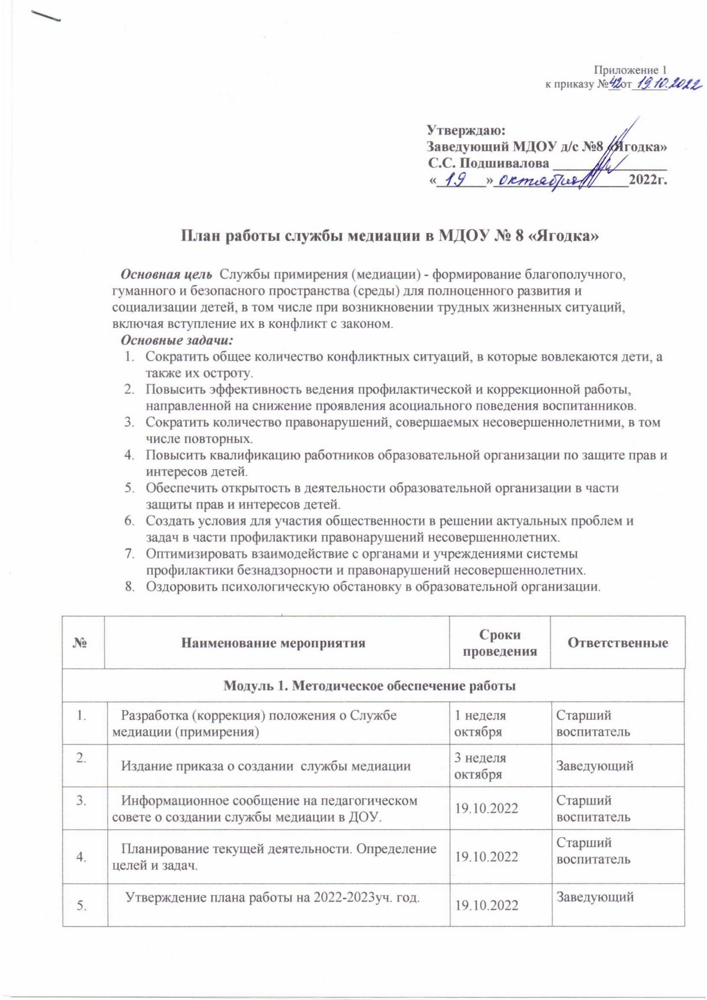 Приложение 1
к приказу №42 от 19.10.2022
Утверждаю:
Заведующий МДОУ д/с №8 «Ягодка»
С.С. Подшивалова ________________
«19» октября 2022г.
План работы службы медиации в МДОУ № 8 «Ягодка»
Основная цель Службы примирения (медиации) - формирование благополучного,
гуманного и безопасного пространства (среды) для полноценного развития и
социализации детей, в том числе при возникновении трудных жизненных ситуаций,
включая вступление их в конфликт с законом.
Основные задачи:
1. Сократить общее количество конфликтных ситуаций, в которые вовлекаются дети, а
также их остроту.
2. Повысить эффективность ведения профилактической и коррекционной работы,
направленной на снижение проявления асоциального поведения воспитанников.
3. Сократить количество правонарушений, совершаемых несовершеннолетними, в том
числе повторных.
4. Повысить квалификацию работников образовательной организации по защите прав и
интересов детей.
5. Обеспечить открытость в деятельности образовательной организации в части
защиты прав и интересов детей.
6. Создать условия для участия общественности в решении актуальных проблем и
задач в части профилактики правонарушений несовершеннолетних.
7. Оптимизировать взаимодействие с органами и учреждениями системы
профилактики безнадзорности и правонарушений несовершеннолетних.
8. Оздоровить психологическую обстановку в образовательной организации.
№
Наименование мероприятия
Сроки
проведения
Ответственные
Модуль 1. Методическое обеспечение работы
1.
Разработка (коррекция) положения о Службе
медиации (примирения)
1 неделя
октября
Старший
воспитатель
2.
Издание приказа о создании службы медиации
3 неделя
октября
Заведующий
3.
Информационное сообщение на педагогическом
совете о создании службы медиации в ДОУ.
19.10.2022
Старший
воспитатель
4.
Планирование текущей деятельности. Определение
целей и задач.
19.10.2022
Старший
воспитатель
5.
Утверждение плана работы на 2022-2023уч. год.
19.10.2022
Заведующий